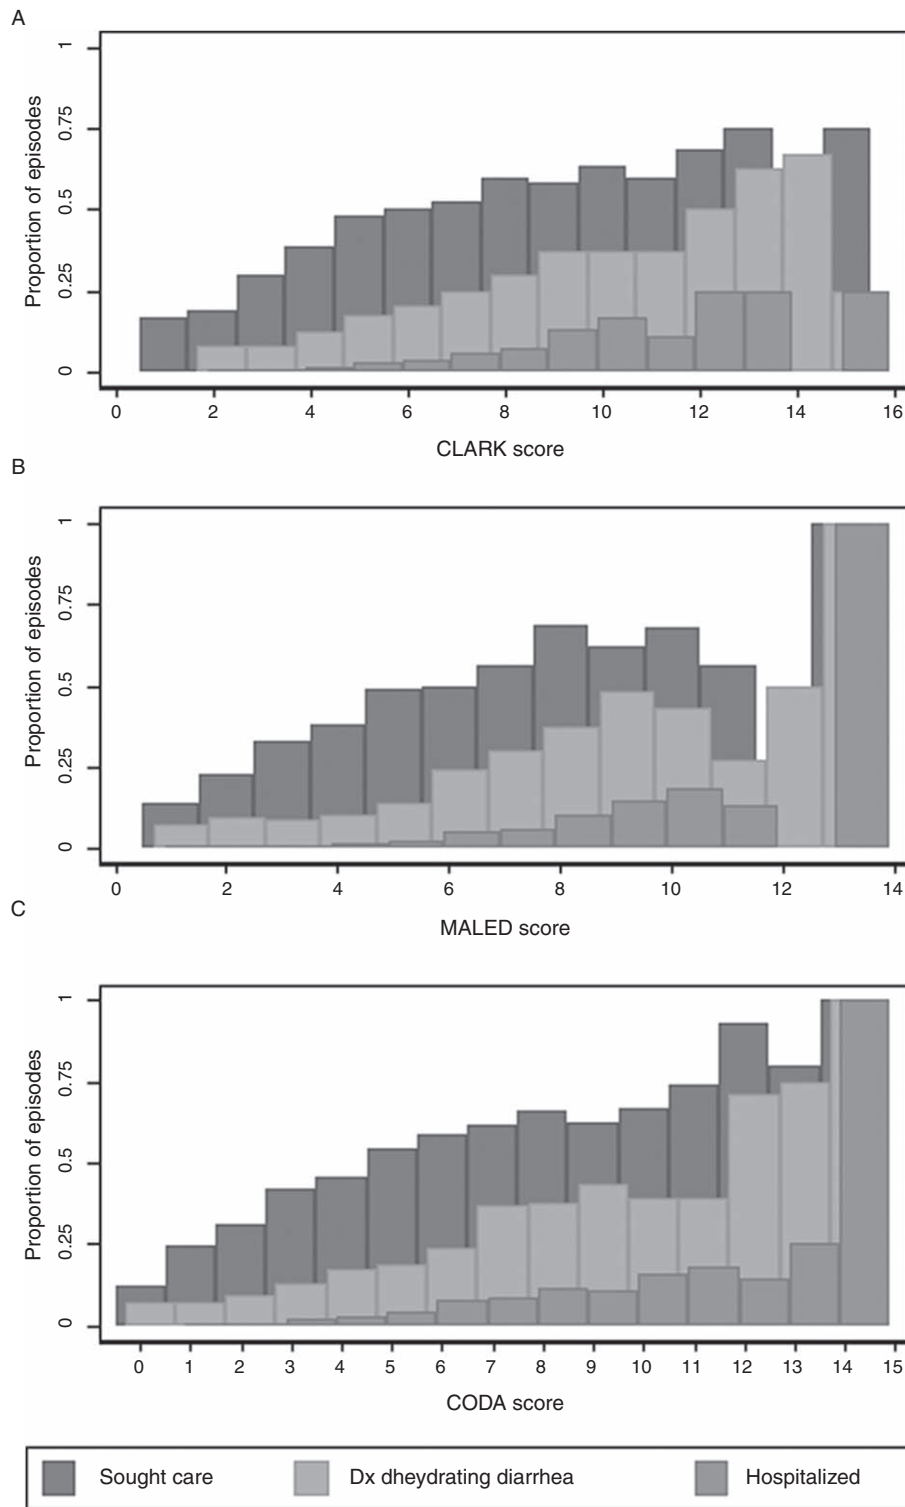 A
Proportion of episodes
1
0.75
0.5
0.25
0
0 2 4 6 8 10 12 14 16
CLARK score
B
Proportion of episodes
1
0.75
0.5
0.25
0
0 2 4 6 8 10 12 14
MALED score
C
Proportion of episodes
1
0.75
0.5
0.25
0
0 1 2 3 4 5 6 7 8 9 10 11 12 13 14 15
CODA score
Sought care Dx dheydrating diarrhea Hospitalized